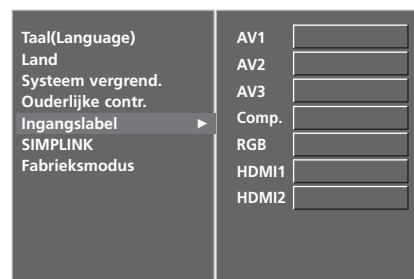 Taal(Language)
Land
Systeem vergrend.
Ouderlijke contr.
Ingangslabel ►
SIMPLINK
Fabrieksmodus
AV1
AV2
AV3
Comp.
RGB
HDMI1
HDMI2